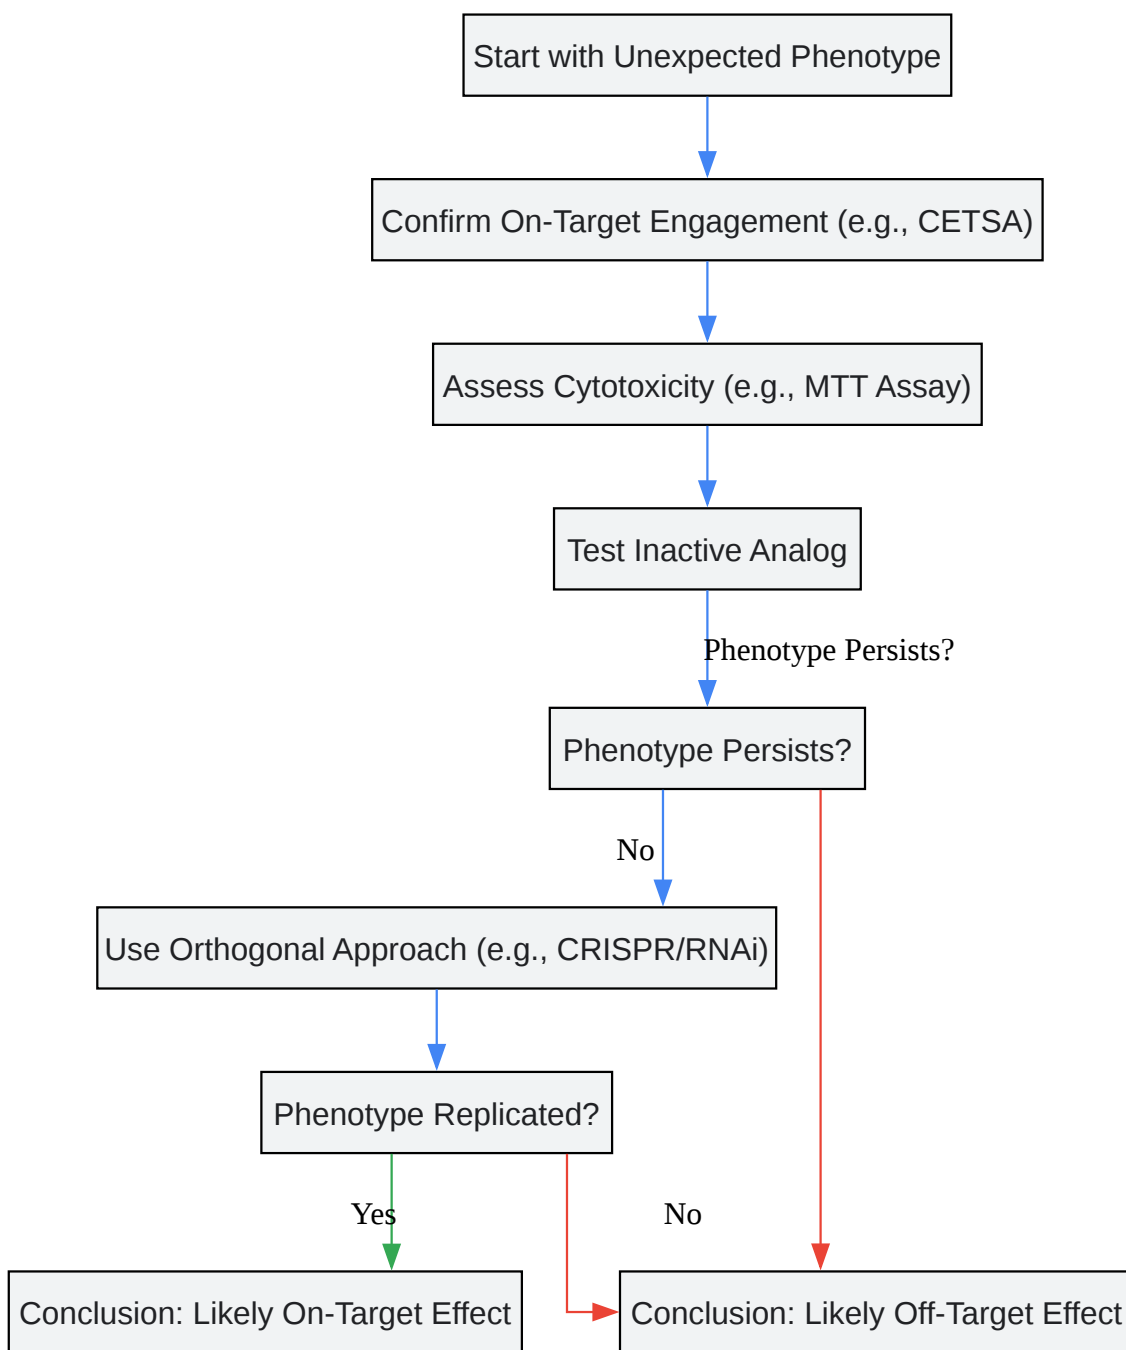 Start with Unexpected Phenotype
Confirm On-Target Engagement (e.g., CETSA)
Assess Cytotoxicity (e.g., MTT Assay)
Test Inactive Analog
Phenotype Persists?
Phenotype Persists?
No
Use Orthogonal Approach (e.g., CRISPR/RNAi)
Phenotype Replicated?
Yes
No
Conclusion: Likely On-Target Effect
Conclusion: Likely Off-Target Effect